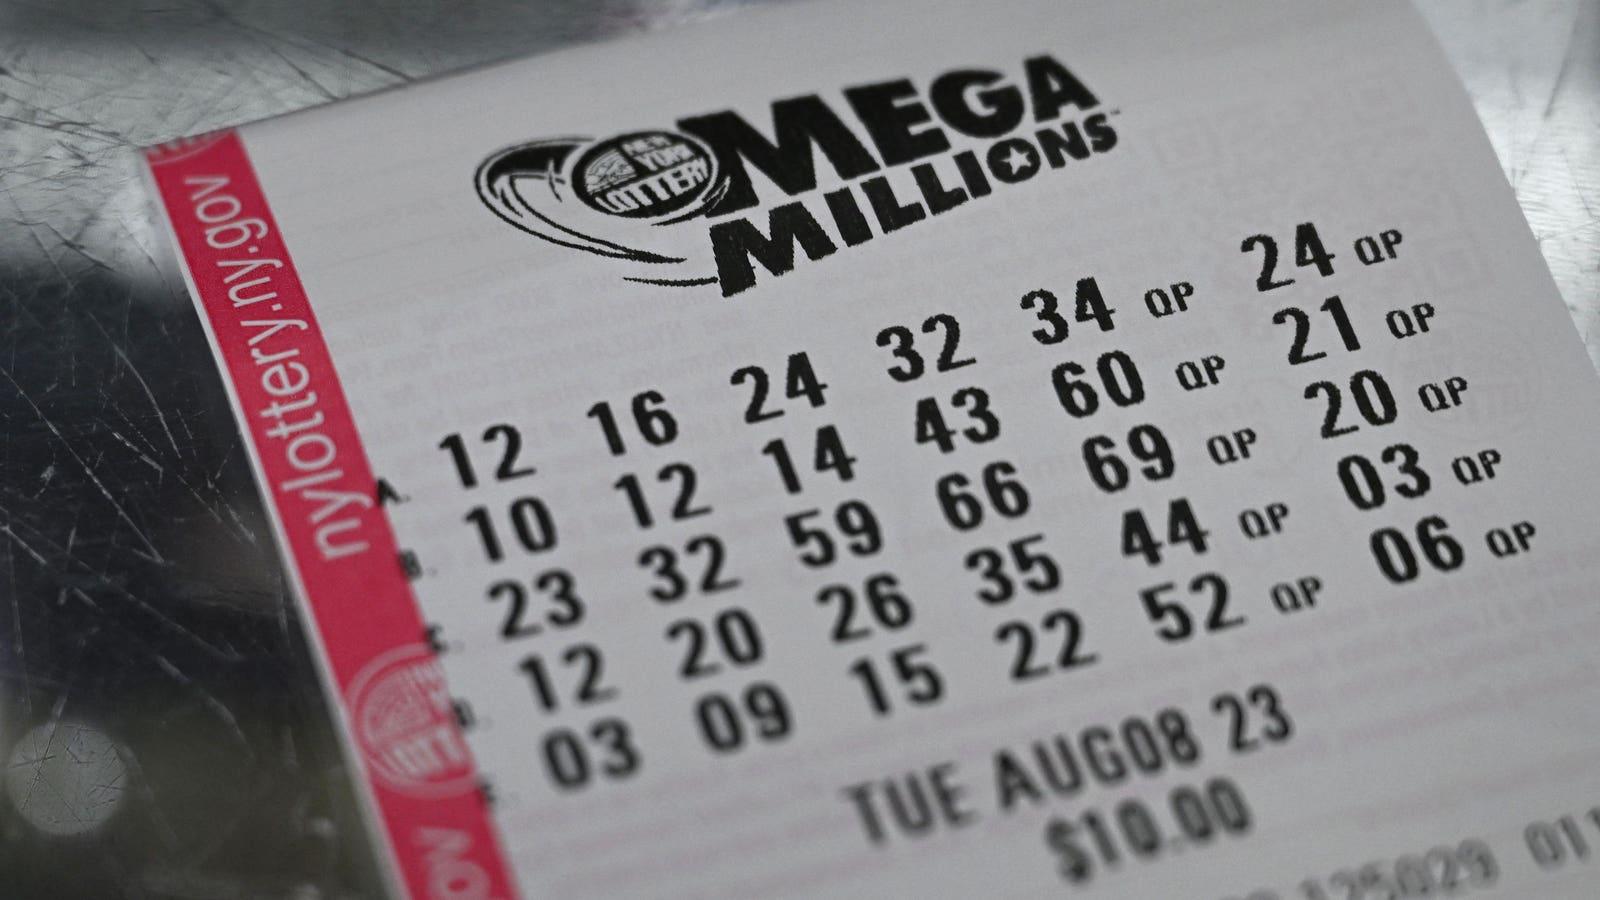 nylottery.ny.gov
NEW
YORK
LOTTERY
MEGA
MILLIONS
A. 12 16 24 32 34 QP 24 QP
B. 10 12 14 43 60 QP 21 QP
C. 23 32 59 66 69 QP 20 QP
D. 12 20 26 35 44 QP 03 QP
E. 03 09 15 22 52 QP 06 QP
TUE AUG08 23
$10.00